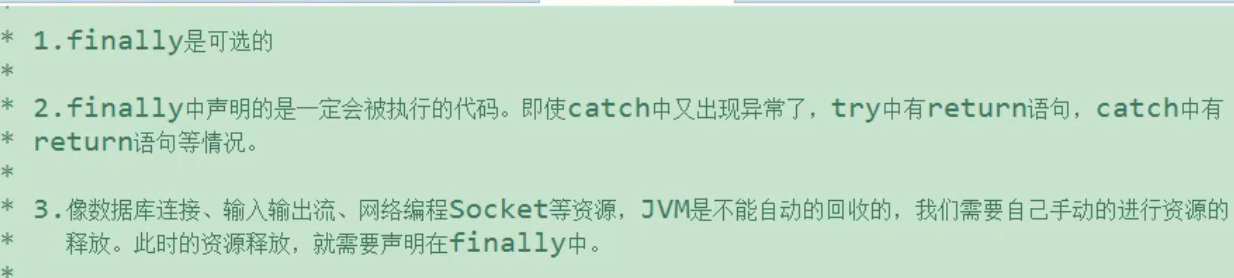 *
* 1.finally是可选的
*
* 2.finally中声明的是一定会被执行的代码。即使catch中又出现异常了，try中有return语句，catch中有
* return语句等情况。
*
* 3.像数据库连接、输入输出流、网络编程Socket等资源，JVM是不能自动的回收的，我们需要自己手动的进行资源的
* 释放。此时的资源释放，就需要声明在finally中。
*